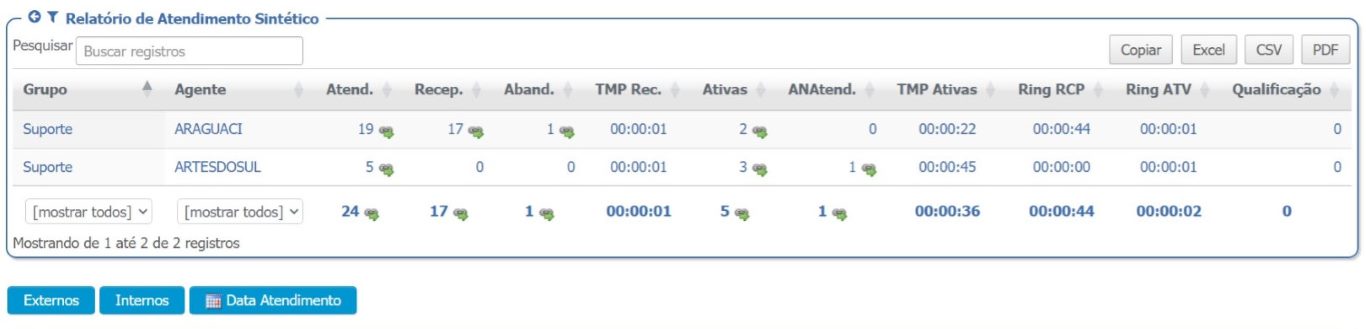 Relatório de Atendimento Sintético
Pesquisar Buscar registros Copiar Excel CSV PDF
Grupo Agente Atend. Recep. Aband. TMP Rec. Ativas ANAtend. TMP Ativas Ring RCP Ring ATV Qualificação
Suporte ARAGUACI 19 17 1 00:00:01 2 0 00:00:22 00:00:44 00:00:01 0
Suporte ARTESDOSUL 5 0 0 00:00:01 3 1 00:00:45 00:00:00 00:00:01 0
[mostrar todos] [mostrar todos] 24 17 1 00:00:01 5 1 00:00:36 00:00:44 00:00:02 0
Mostrando de 1 até 2 de 2 registros
Externos Internos Data Atendimento